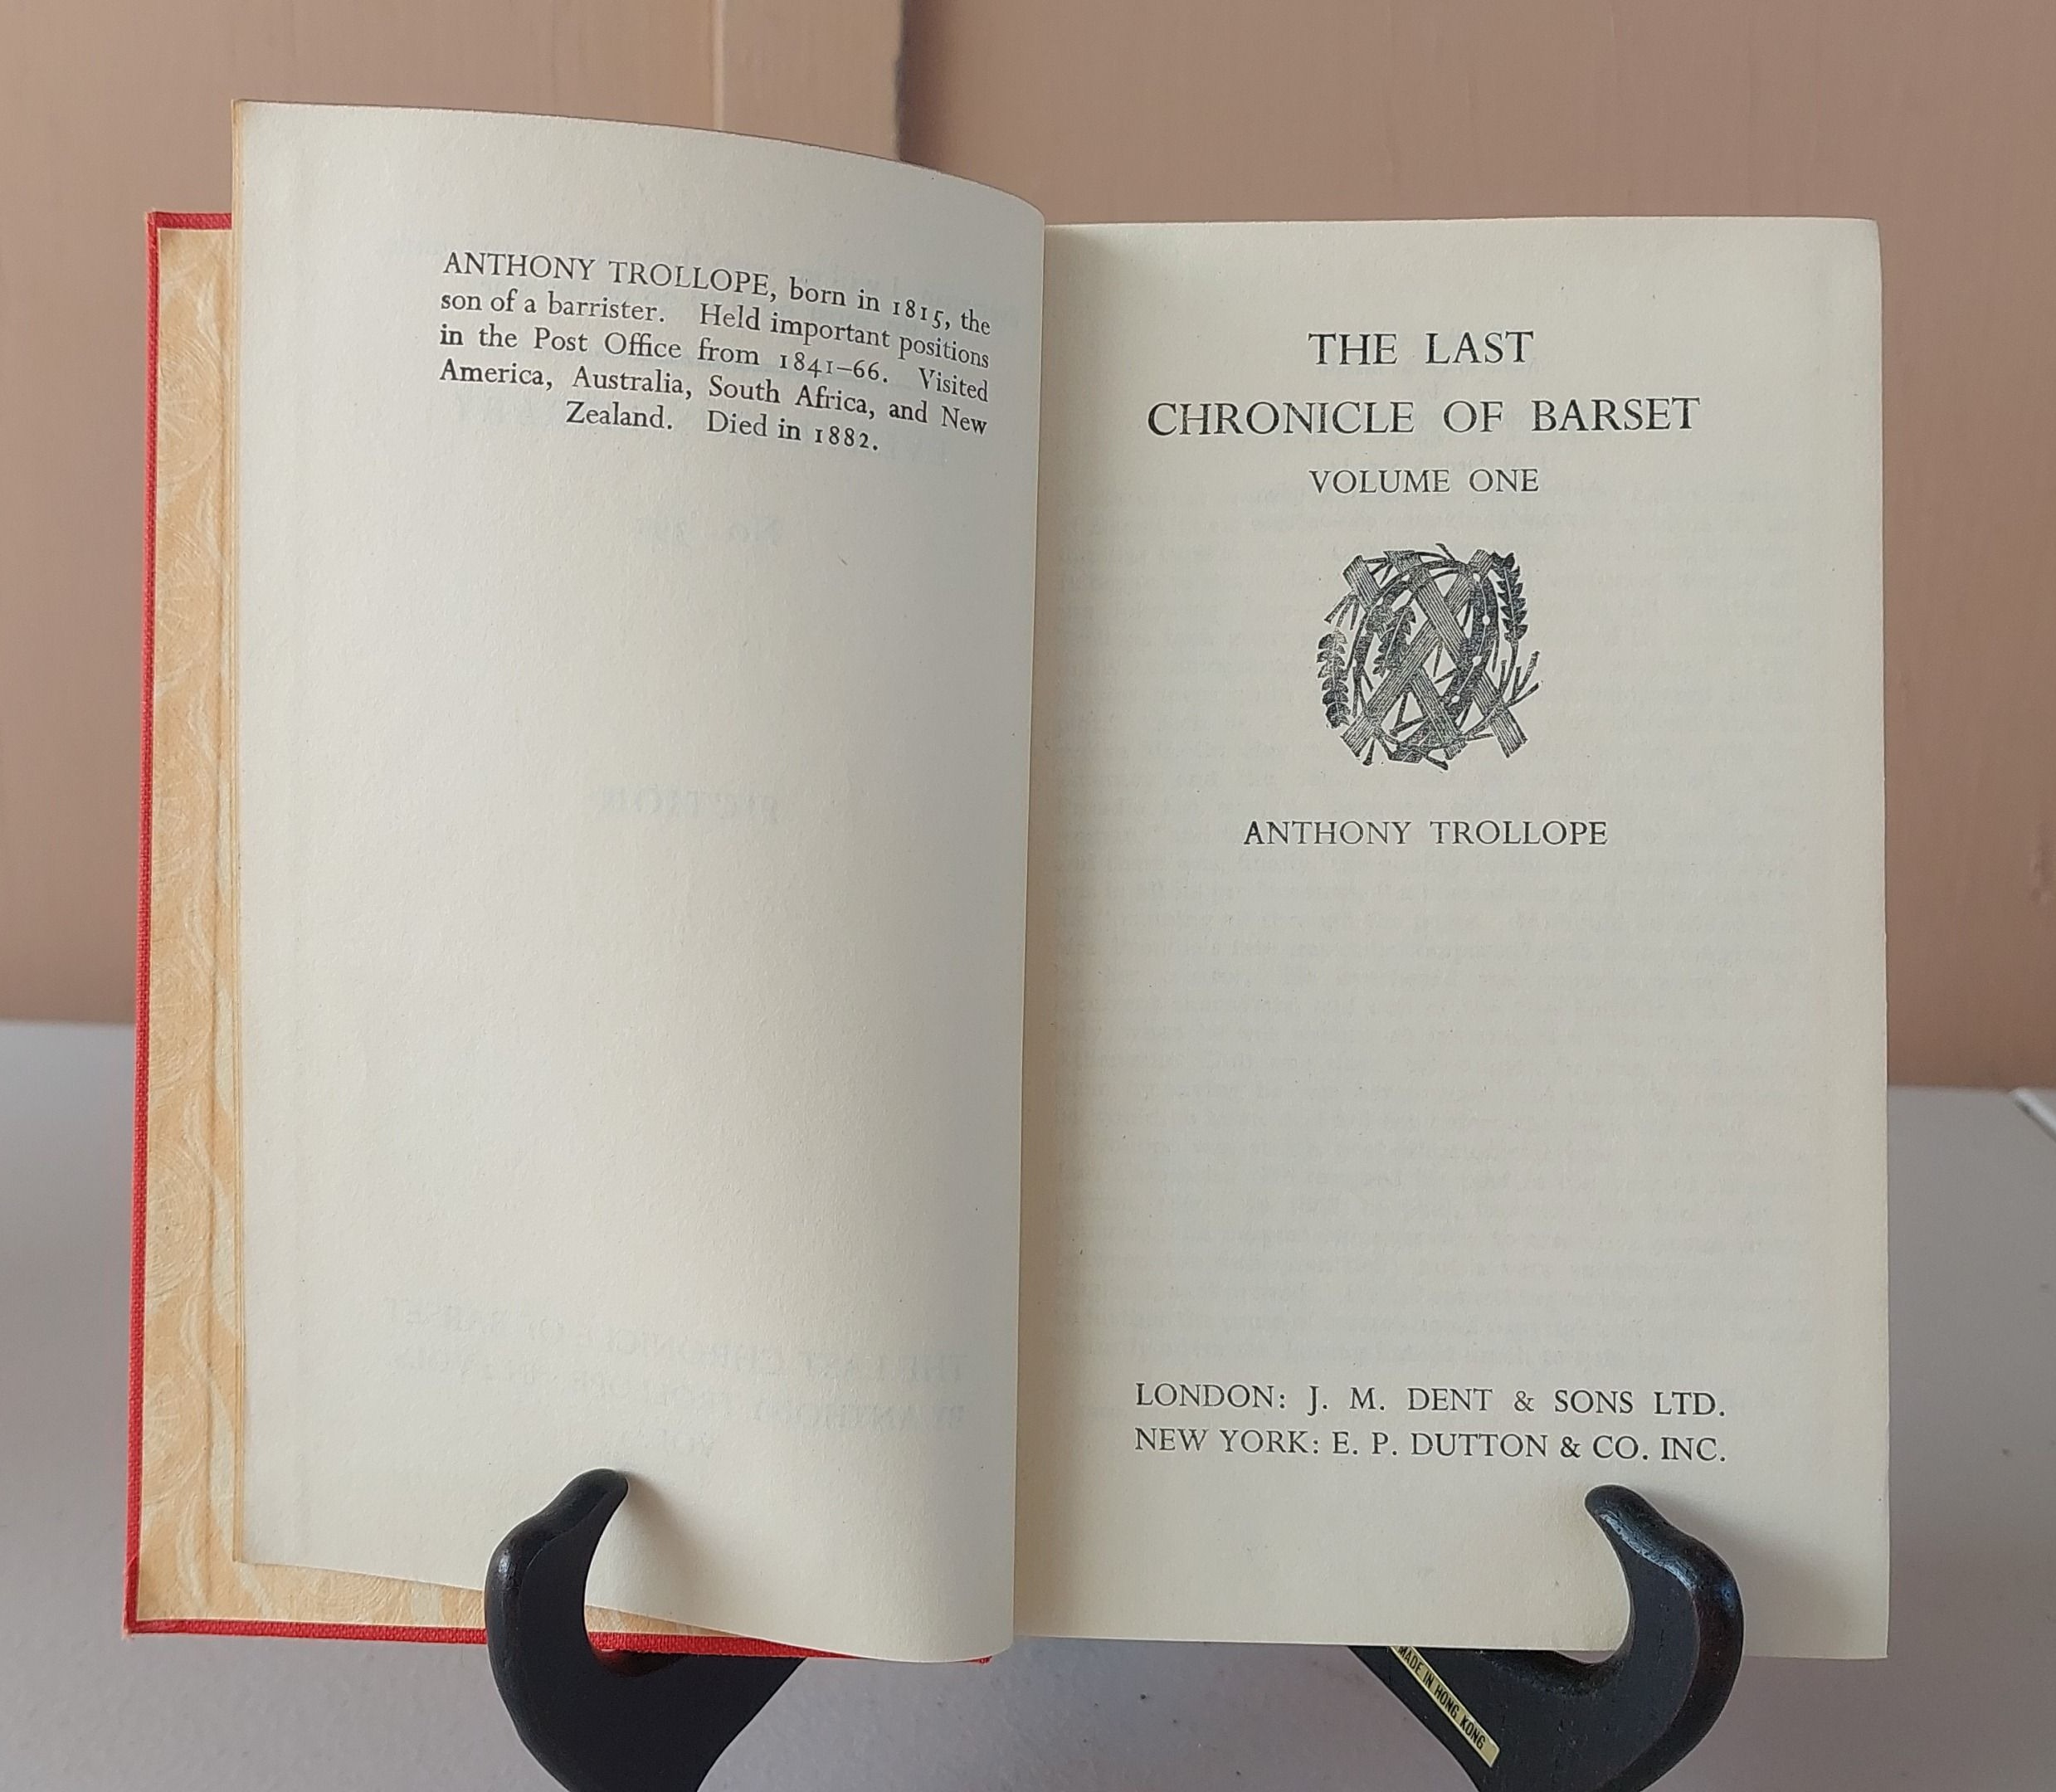 ANTHONY TROLLOPE, born in 1815, the
son of a barrister. Held important positions
in the Post Office from 1841–66. Visited
America, Australia, South Africa, and New
Zealand. Died in 1882.
THE LAST
CHRONICLE OF BARSET
VOLUME ONE
ANTHONY TROLLOPE
LONDON: J. M. DENT & SONS LTD.
NEW YORK: E. P. DUTTON & CO. INC.
MADE IN HONG KONG